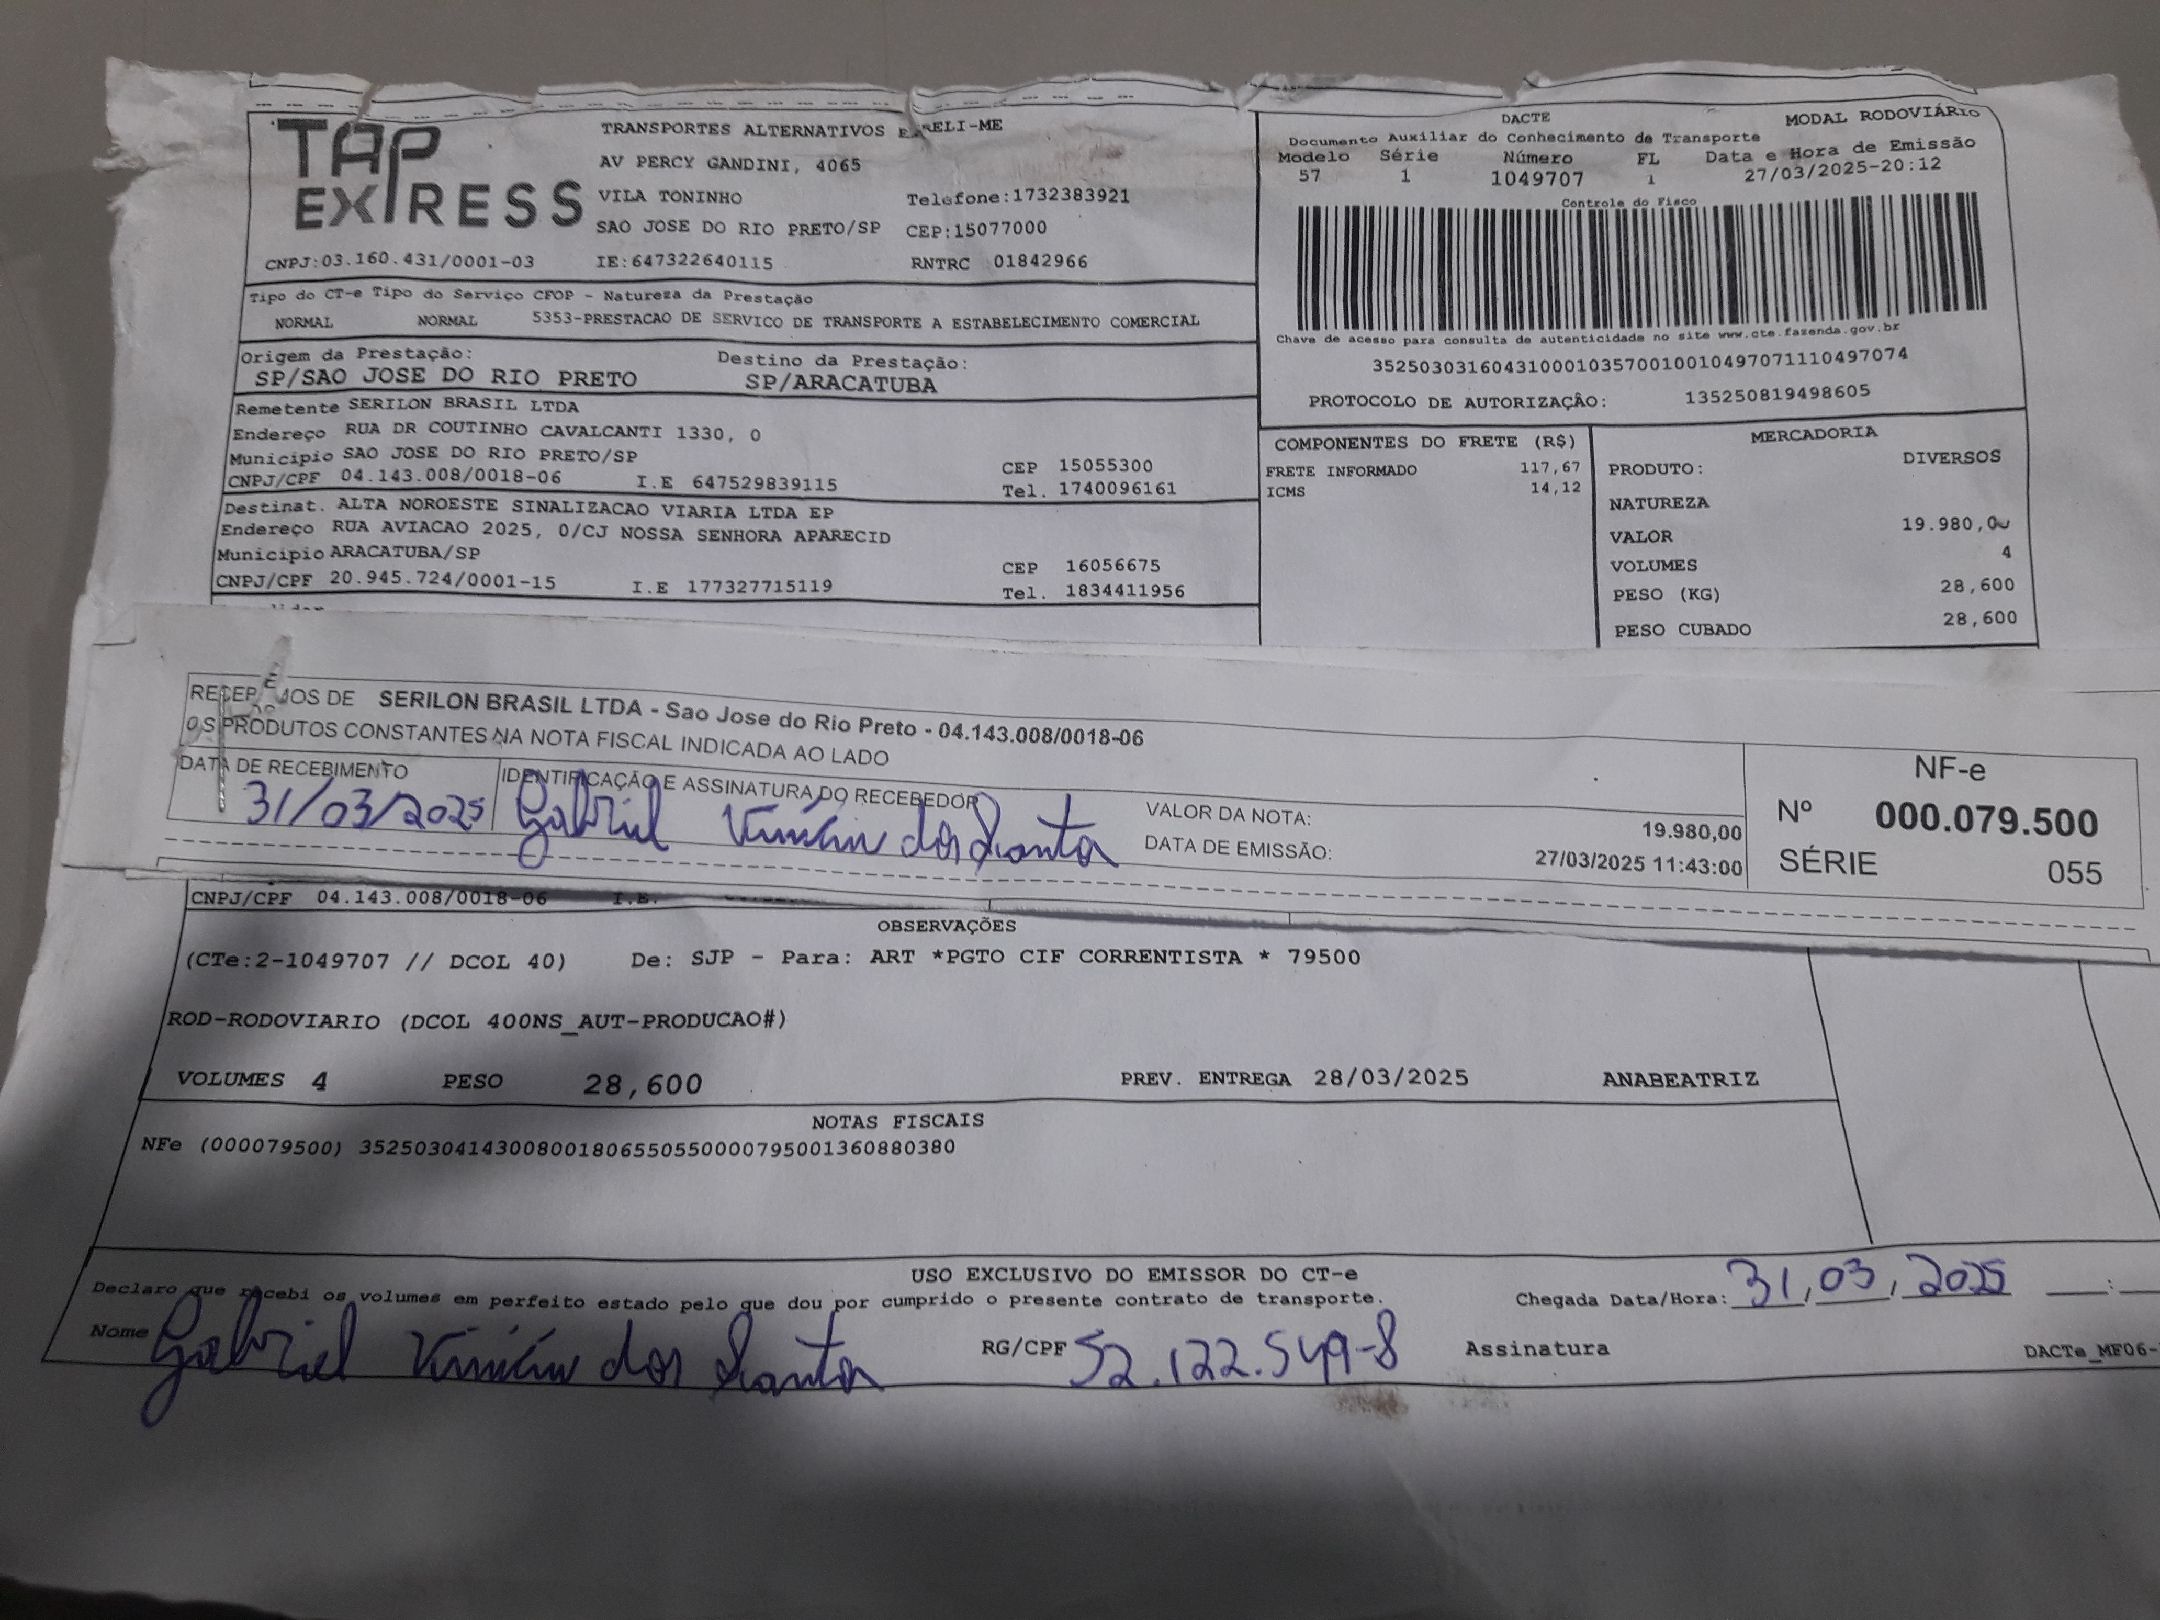 TAP EXPRESS
TRANSPORTES ALTERNATIVOS EIRELI-ME
AV PERCY GANDINI, 4065
VILA TONINHO Telefone:1732383921
SAO JOSE DO RIO PRETO/SP CEP:15077000
CNPJ:03.160.431/0001-03 IE:647322640115 RNTRC 01842966
DACTE MODAL RODOVIÁRIO
Documento Auxiliar do Conhecimento de Transporte
Modelo Série Número FL Data e Hora de Emissão
57 1 1049707 1 27/03/2025-20:12
Controle do Fisco
Chave de acesso para consulta de autenticidade no site www.cte.fazenda.gov.br
35250303160431000103570010010497071110497074
PROTOCOLO DE AUTORIZAÇÃO: 135250819498605
Tipo do CT-e Tipo do Serviço CFOP - Natureza da Prestação
NORMAL NORMAL 5353-PRESTACAO DE SERVICO DE TRANSPORTE A ESTABELECIMENTO COMERCIAL
Origem da Prestação: Destino da Prestação:
SP/SAO JOSE DO RIO PRETO SP/ARACATUBA
Remetente SERILON BRASIL LTDA
Endereço RUA DR COUTINHO CAVALCANTI 1330, 0
Municipio SAO JOSE DO RIO PRETO/SP CEP 15055300
CNPJ/CPF 04.143.008/0018-06 I.E 647529839115 Tel. 1740096161
Destinat. ALTA NOROESTE SINALIZACAO VIARIA LTDA EP
Endereço RUA AVIACAO 2025, 0/CJ NOSSA SENHORA APARECID
Municipio ARACATUBA/SP CEP 16056675
CNPJ/CPF 20.945.724/0001-15 I.E 177327715119 Tel. 1834411956
COMPONENTES DO FRETE (R$)
FRETE INFORMADO 117,67
ICMS 14,12
MERCADORIA
PRODUTO: DIVERSOS
NATUREZA
VALOR 19.980,00
VOLUMES 4
PESO (KG) 28,600
PESO CUBADO 28,600
RECEBEMOS DE SERILON BRASIL LTDA - Sao Jose do Rio Preto - 04.143.008/0018-06
OS PRODUTOS CONSTANTES NA NOTA FISCAL INDICADA AO LADO
DATA DE RECEBIMENTO IDENTIFICAÇÃO E ASSINATURA DO RECEBEDOR
31/03/2025 Gabriel Vinícius dos Santos
VALOR DA NOTA: 19.980,00
DATA DE EMISSÃO: 27/03/2025 11:43:00
NF-e
Nº 000.079.500
SÉRIE 055
CNPJ/CPF 04.143.008/0018-06 I.E.
OBSERVAÇÕES
(CTe:2-1049707 // DCOL 40) De: SJP - Para: ART *PGTO CIF CORRENTISTA * 79500
ROD-RODOVIARIO (DCOL 400NS_AUT-PRODUCAO#)
VOLUMES 4 PESO 28,600 PREV. ENTREGA 28/03/2025 ANABEATRIZ
NOTAS FISCAIS
NFe (000079500) 35250304143008001806550550000795001360880380
USO EXCLUSIVO DO EMISSOR DO CT-e
Declaro que recebi os volumes em perfeito estado pelo que dou por cumprido o presente contrato de transporte. Chegada Data/Hora: 31,03,2025 :
Nome Gabriel Vinícius dos Santos RG/CPF 52.122.549-8 Assinatura DACTe_MF06-